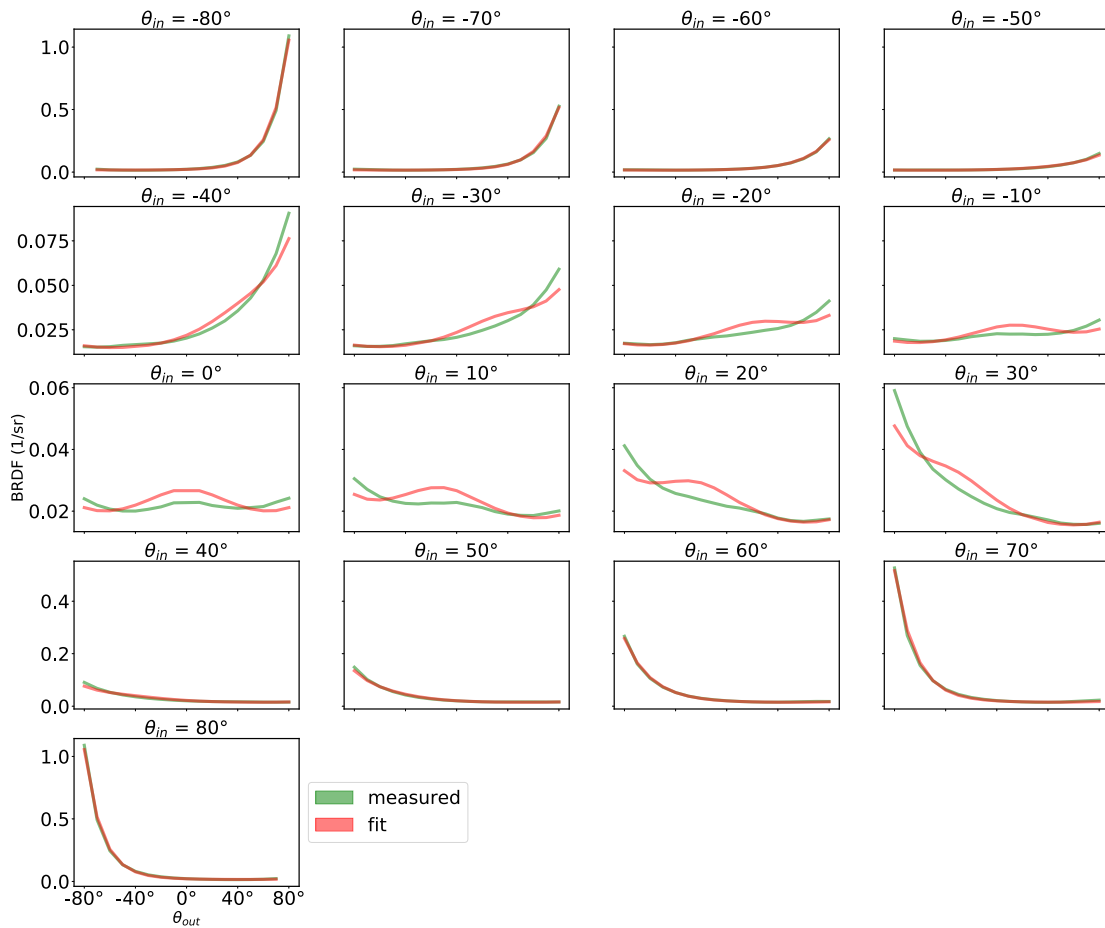 θin = -80° θin = -70° θin = -60° θin = -50°
1.0
0.5
0.0
θin = -40° θin = -30° θin = -20° θin = -10°
0.075
0.050
0.025
BRDF (1/sr)
θin = 0° θin = 10° θin = 20° θin = 30°
0.06
0.04
0.02
θin = 40° θin = 50° θin = 60° θin = 70°
0.4
0.2
0.0
θin = 80°
1.0
0.5
0.0
measured
fit
-80° -40° 0° 40° 80°
θout